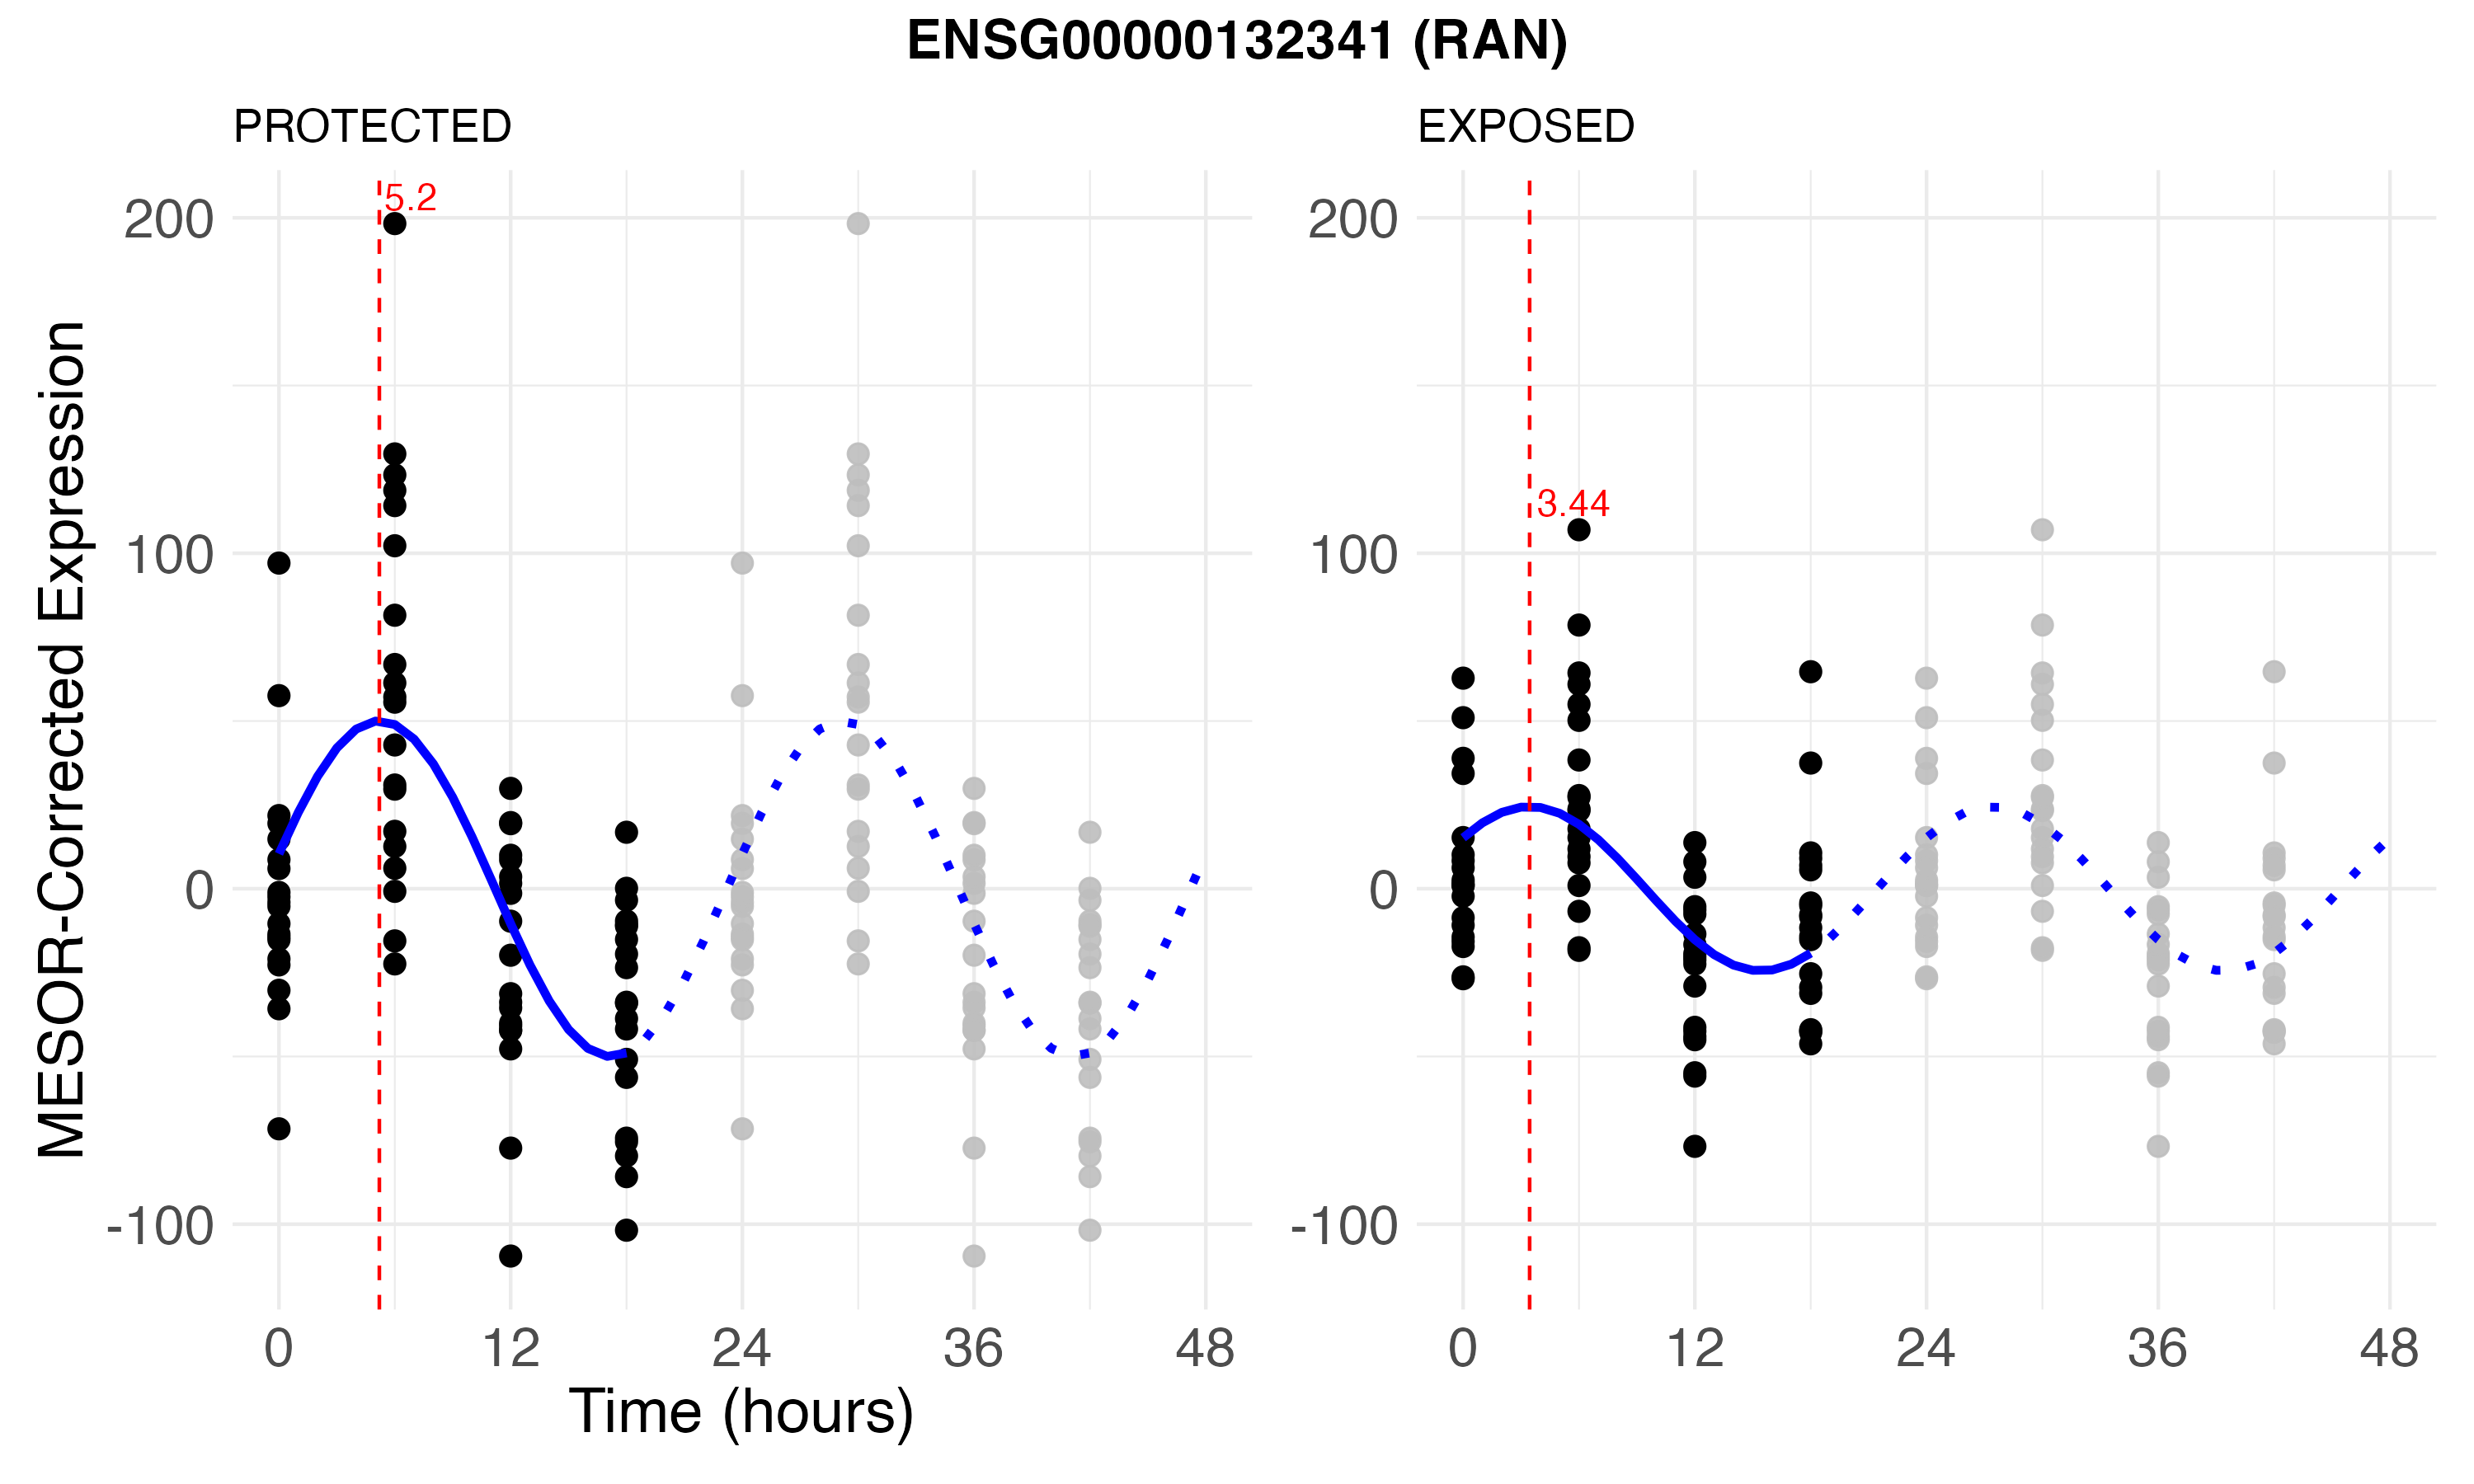 ENSG00000132341 (RAN)
PROTECTED
EXPOSED
MESOR-Corrected Expression
200
100
0
-100
5.2
0 12 24 36 48
Time (hours)
200
100
0
-100
3.44
0 12 24 36 48